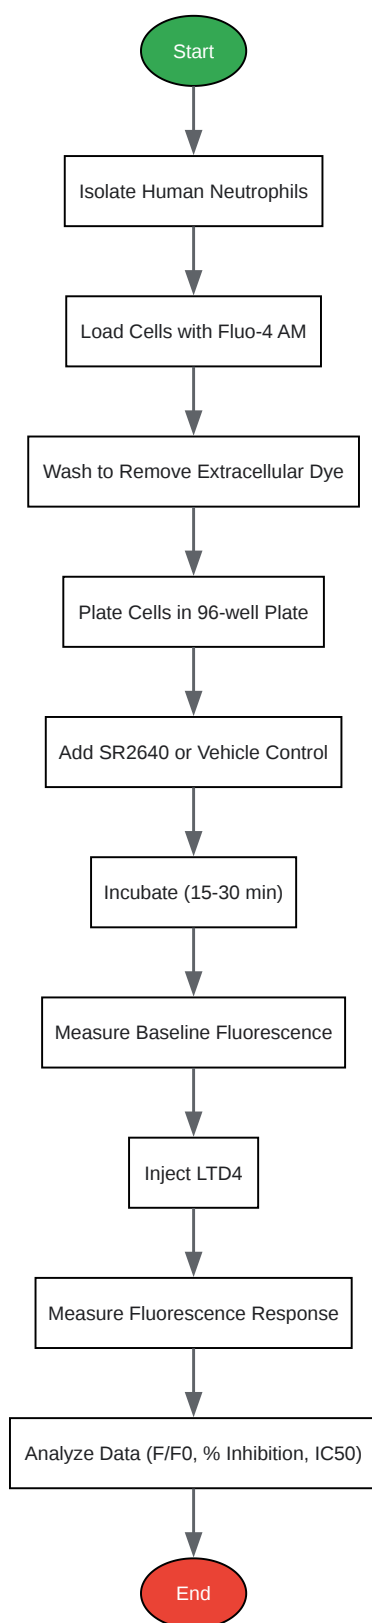 Start
Isolate Human Neutrophils
Load Cells with Fluo-4 AM
Wash to Remove Extracellular Dye
Plate Cells in 96-well Plate
Add SR2640 or Vehicle Control
Incubate (15-30 min)
Measure Baseline Fluorescence
Inject LTD4
Measure Fluorescence Response
Analyze Data (F/F0, % Inhibition, IC50)
End